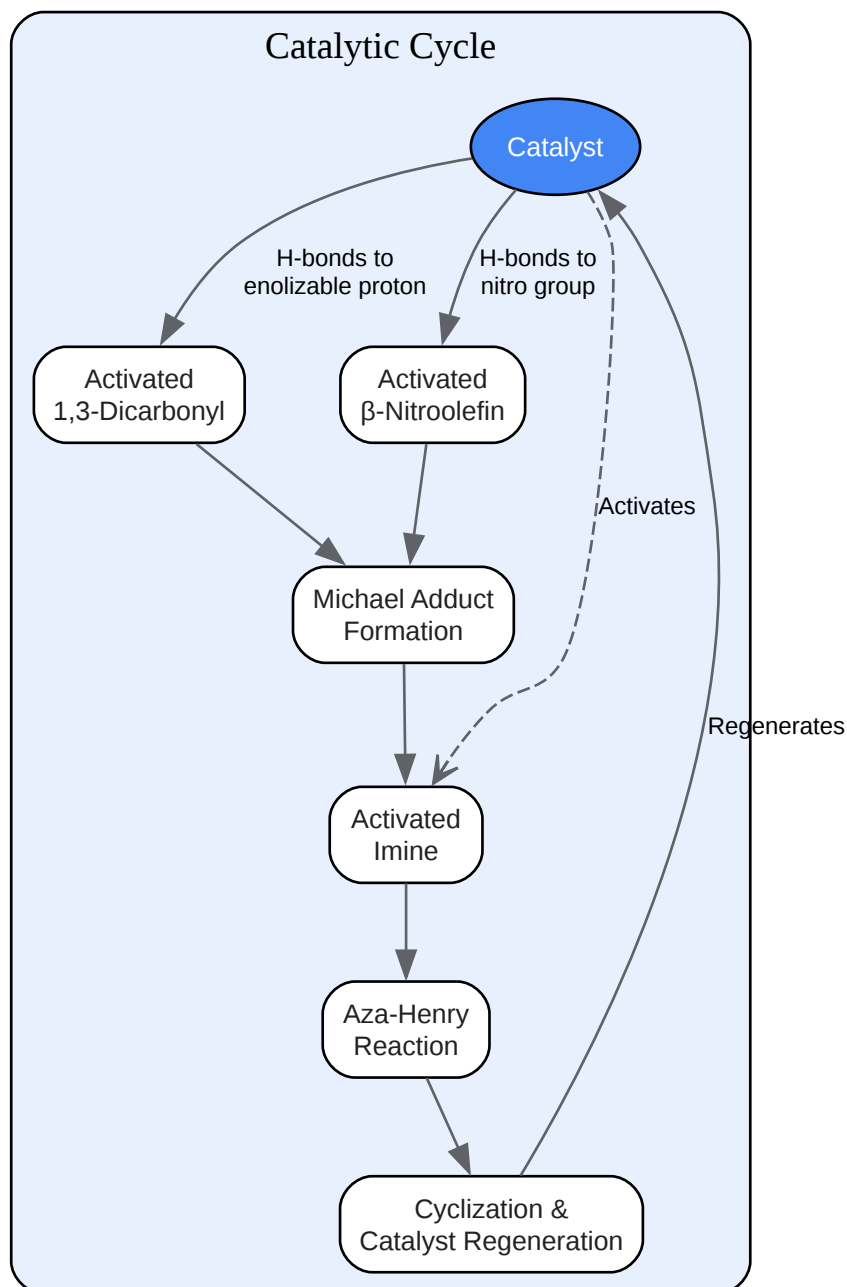 Catalytic Cycle
Catalyst
H-bonds to
enolizable proton
H-bonds to
nitro group
Activated
1,3-Dicarbonyl
Activated
β-Nitroolefin
Activates
Michael Adduct
Formation
Regenerates
Activated
Imine
Aza-Henry
Reaction
Cyclization &
Catalyst Regeneration